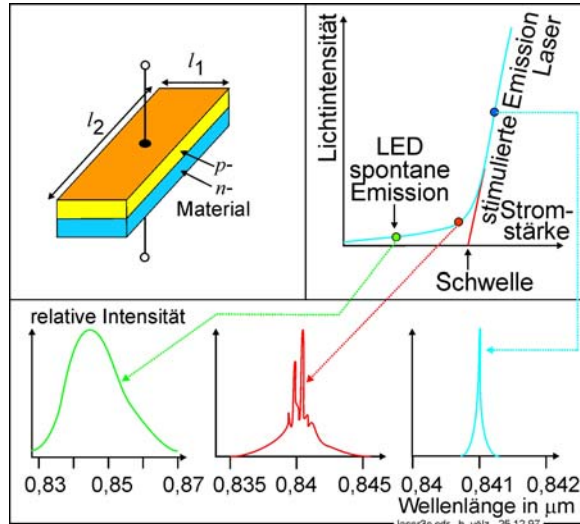 l1
l2
p-
n-
Material
Lichtintensität
LED
spontane
Emission
stimulierte Emission
Laser
Strom-
stärke
Schwelle
relative Intensität
0,83 0,85 0,87
0,835 0,84 0,845
0,84 0,841 0,842
Wellenlänge in µm